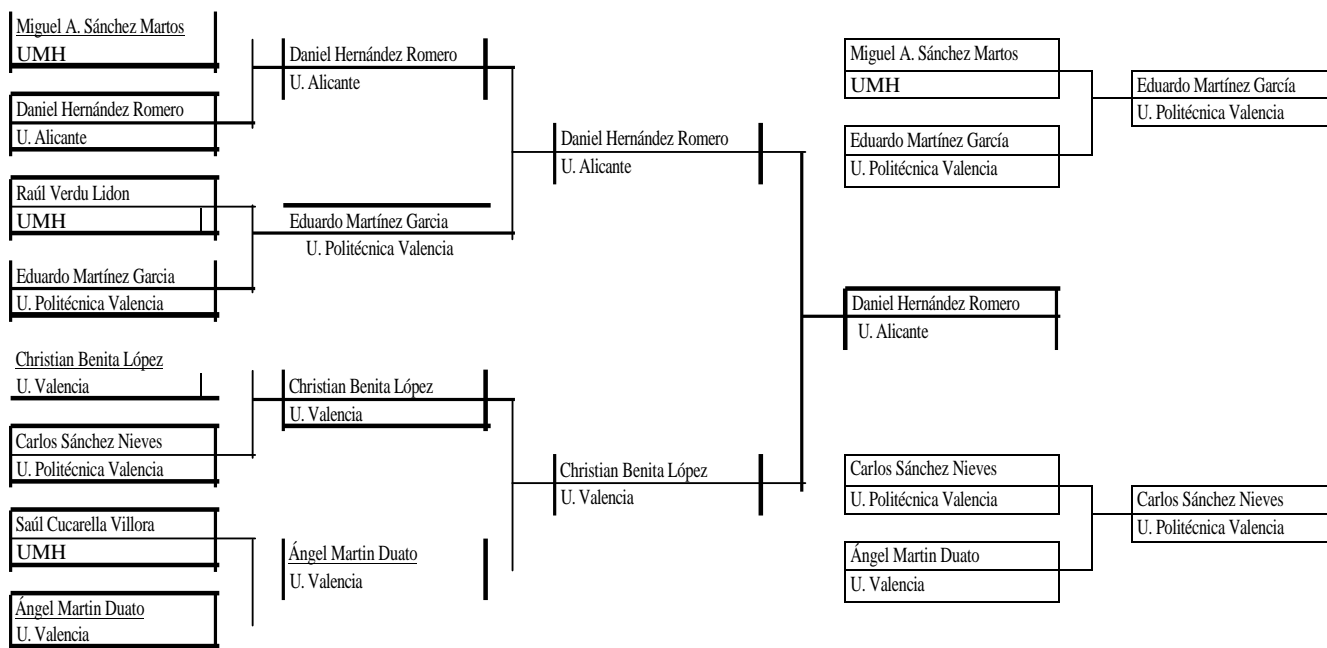 Miguel A. Sánchez Martos
UMH
Daniel Hernández Romero
U. Alicante
Raúl Verdu Lidon
UMH
Eduardo Martínez Garcia
U. Politécnica Valencia
Christian Benita López
U. Valencia
Carlos Sánchez Nieves
U. Politécnica Valencia
Saúl Cucarella Villora
UMH
Ángel Martin Duato
U. Valencia
Daniel Hernández Romero
U. Alicante
Eduardo Martínez Garcia
U. Politécnica Valencia
Christian Benita López
U. Valencia
Ángel Martin Duato
U. Valencia
Daniel Hernández Romero
U. Alicante
Christian Benita López
U. Valencia
Daniel Hernández Romero
U. Alicante
Miguel A. Sánchez Martos
UMH
Eduardo Martínez García
U. Politécnica Valencia
Eduardo Martínez García
U. Politécnica Valencia
Carlos Sánchez Nieves
U. Politécnica Valencia
Ángel Martin Duato
U. Valencia
Carlos Sánchez Nieves
U. Politécnica Valencia